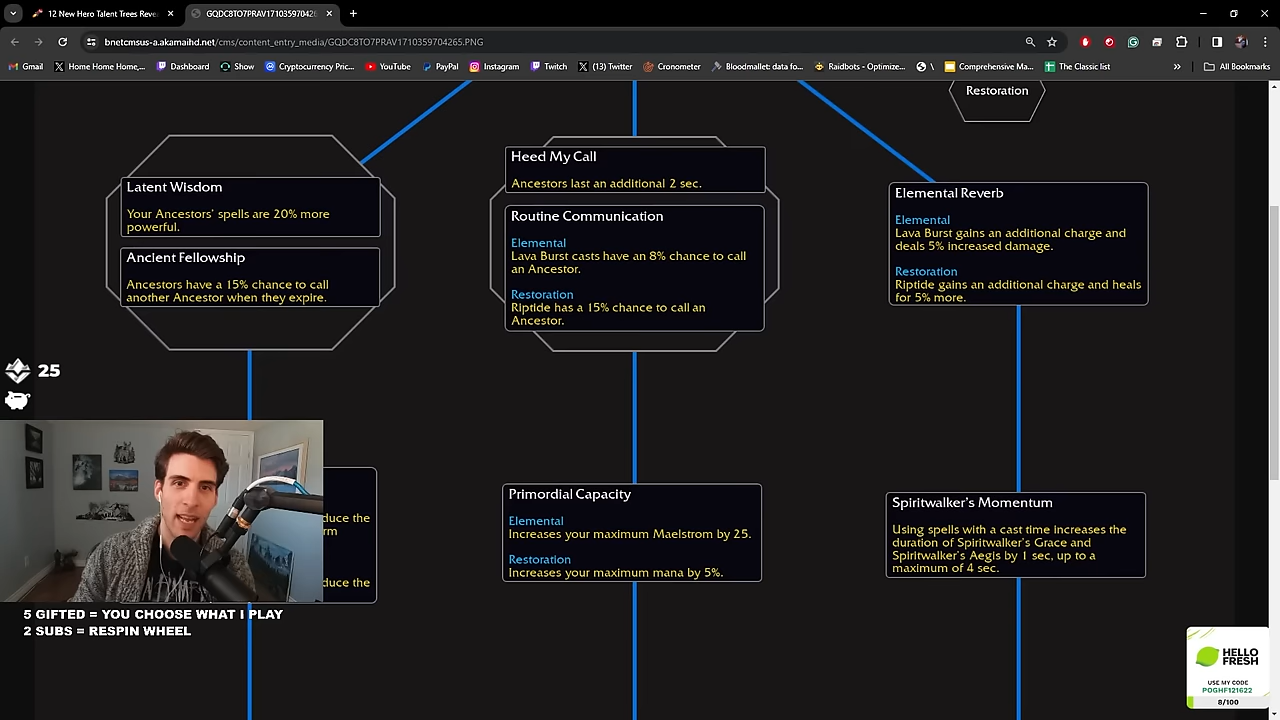 12 New Hero Talent Trees Reve
GQDC8TO7PRAV1710359704265
bnetcmsus-a.akamaihd.net/cms/content_entry_media/GQDC8TO7PRAV1710359704265.PNG
Gmail
Home Home Home,...
Dashboard
Show
Cryptocurrency Pric...
YouTube
PayPal
Instagram
Twitch
(13) Twitter
Cronometer
Bloodmallet: data fo...
Raidbots - Optimize...
\
Comprehensive Ma...
The Classic list
»
All Bookmarks
Restoration
Latent Wisdom
Your Ancestors' spells are 20% more
powerful.
Ancient Fellowship
Ancestors have a 15% chance to call
another Ancestor when they expire.
Heed My Call
Ancestors last an additional 2 sec.
Routine Communication
Elemental
Lava Burst casts have an 8% chance to call
an Ancestor.
Restoration
Riptide has a 15% chance to call an
Ancestor.
Elemental Reverb
Elemental
Lava Burst gains an additional charge and
deals 5% increased damage.
Restoration
Riptide gains an additional charge and heals
for 5% more.
25
duce the
rm
duce the
Primordial Capacity
Elemental
Increases your maximum Maelstrom by 25.
Restoration
Increases your maximum mana by 5%.
Spiritwalker's Momentum
Using spells with a cast time increases the
duration of Spiritwalker's Grace and
Spiritwalker's Aegis by 1 sec, up to a
maximum of 4 sec.
5 GIFTED = YOU CHOOSE WHAT I PLAY
2 SUBS = RESPIN WHEEL
HELLO
FRESH
USE MY CODE
POGHF121622
8/100